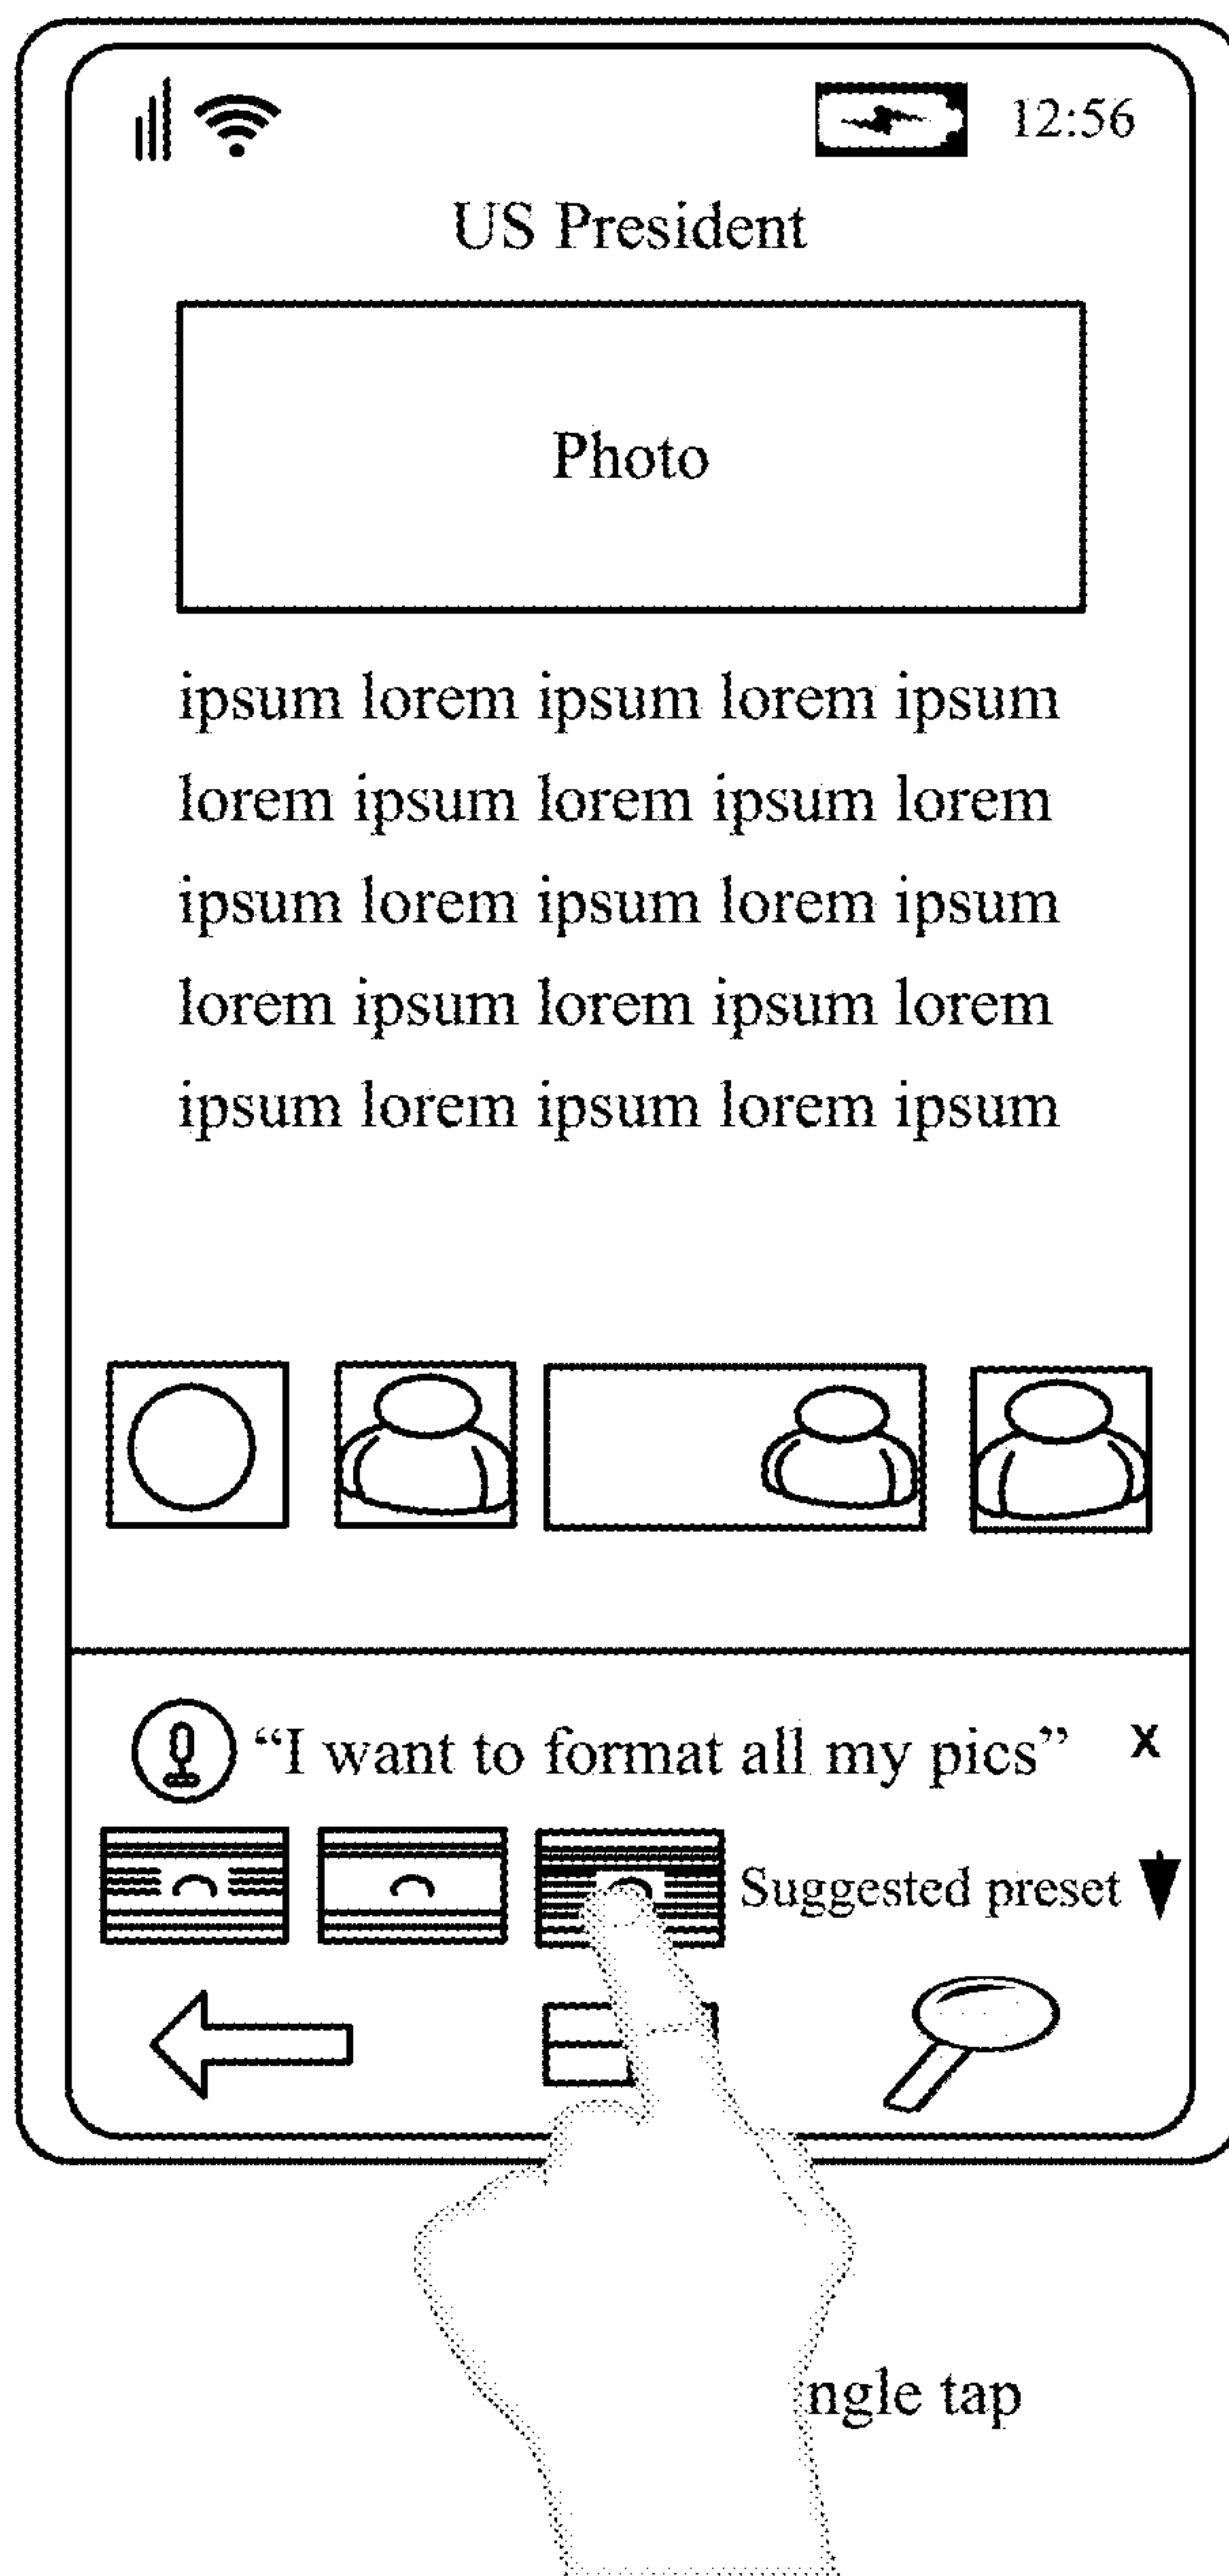 12:56
US President
Photo
ipsum lorem ipsum lorem ipsum
lorem ipsum lorem ipsum lorem
ipsum lorem ipsum lorem ipsum
lorem ipsum lorem ipsum lorem
ipsum lorem ipsum lorem ipsum
“I want to format all my pics” x
Suggested preset
ngle tap